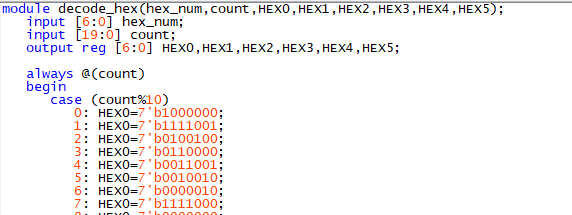 module decode_hex(hex_num,count,HEX0,HEX1,HEX2,HEX3,HEX4,HEX5);
input [6:0] hex_num;
input [19:0] count;
output reg [6:0] HEX0,HEX1,HEX2,HEX3,HEX4,HEX5;
always @(count)
begin
case (count%10)
0: HEX0=7'b1000000;
1: HEX0=7'b1111001;
2: HEX0=7'b0100100;
3: HEX0=7'b0110000;
4: HEX0=7'b0011001;
5: HEX0=7'b0010010;
6: HEX0=7'b0000010;
7: HEX0=7'b1111000;